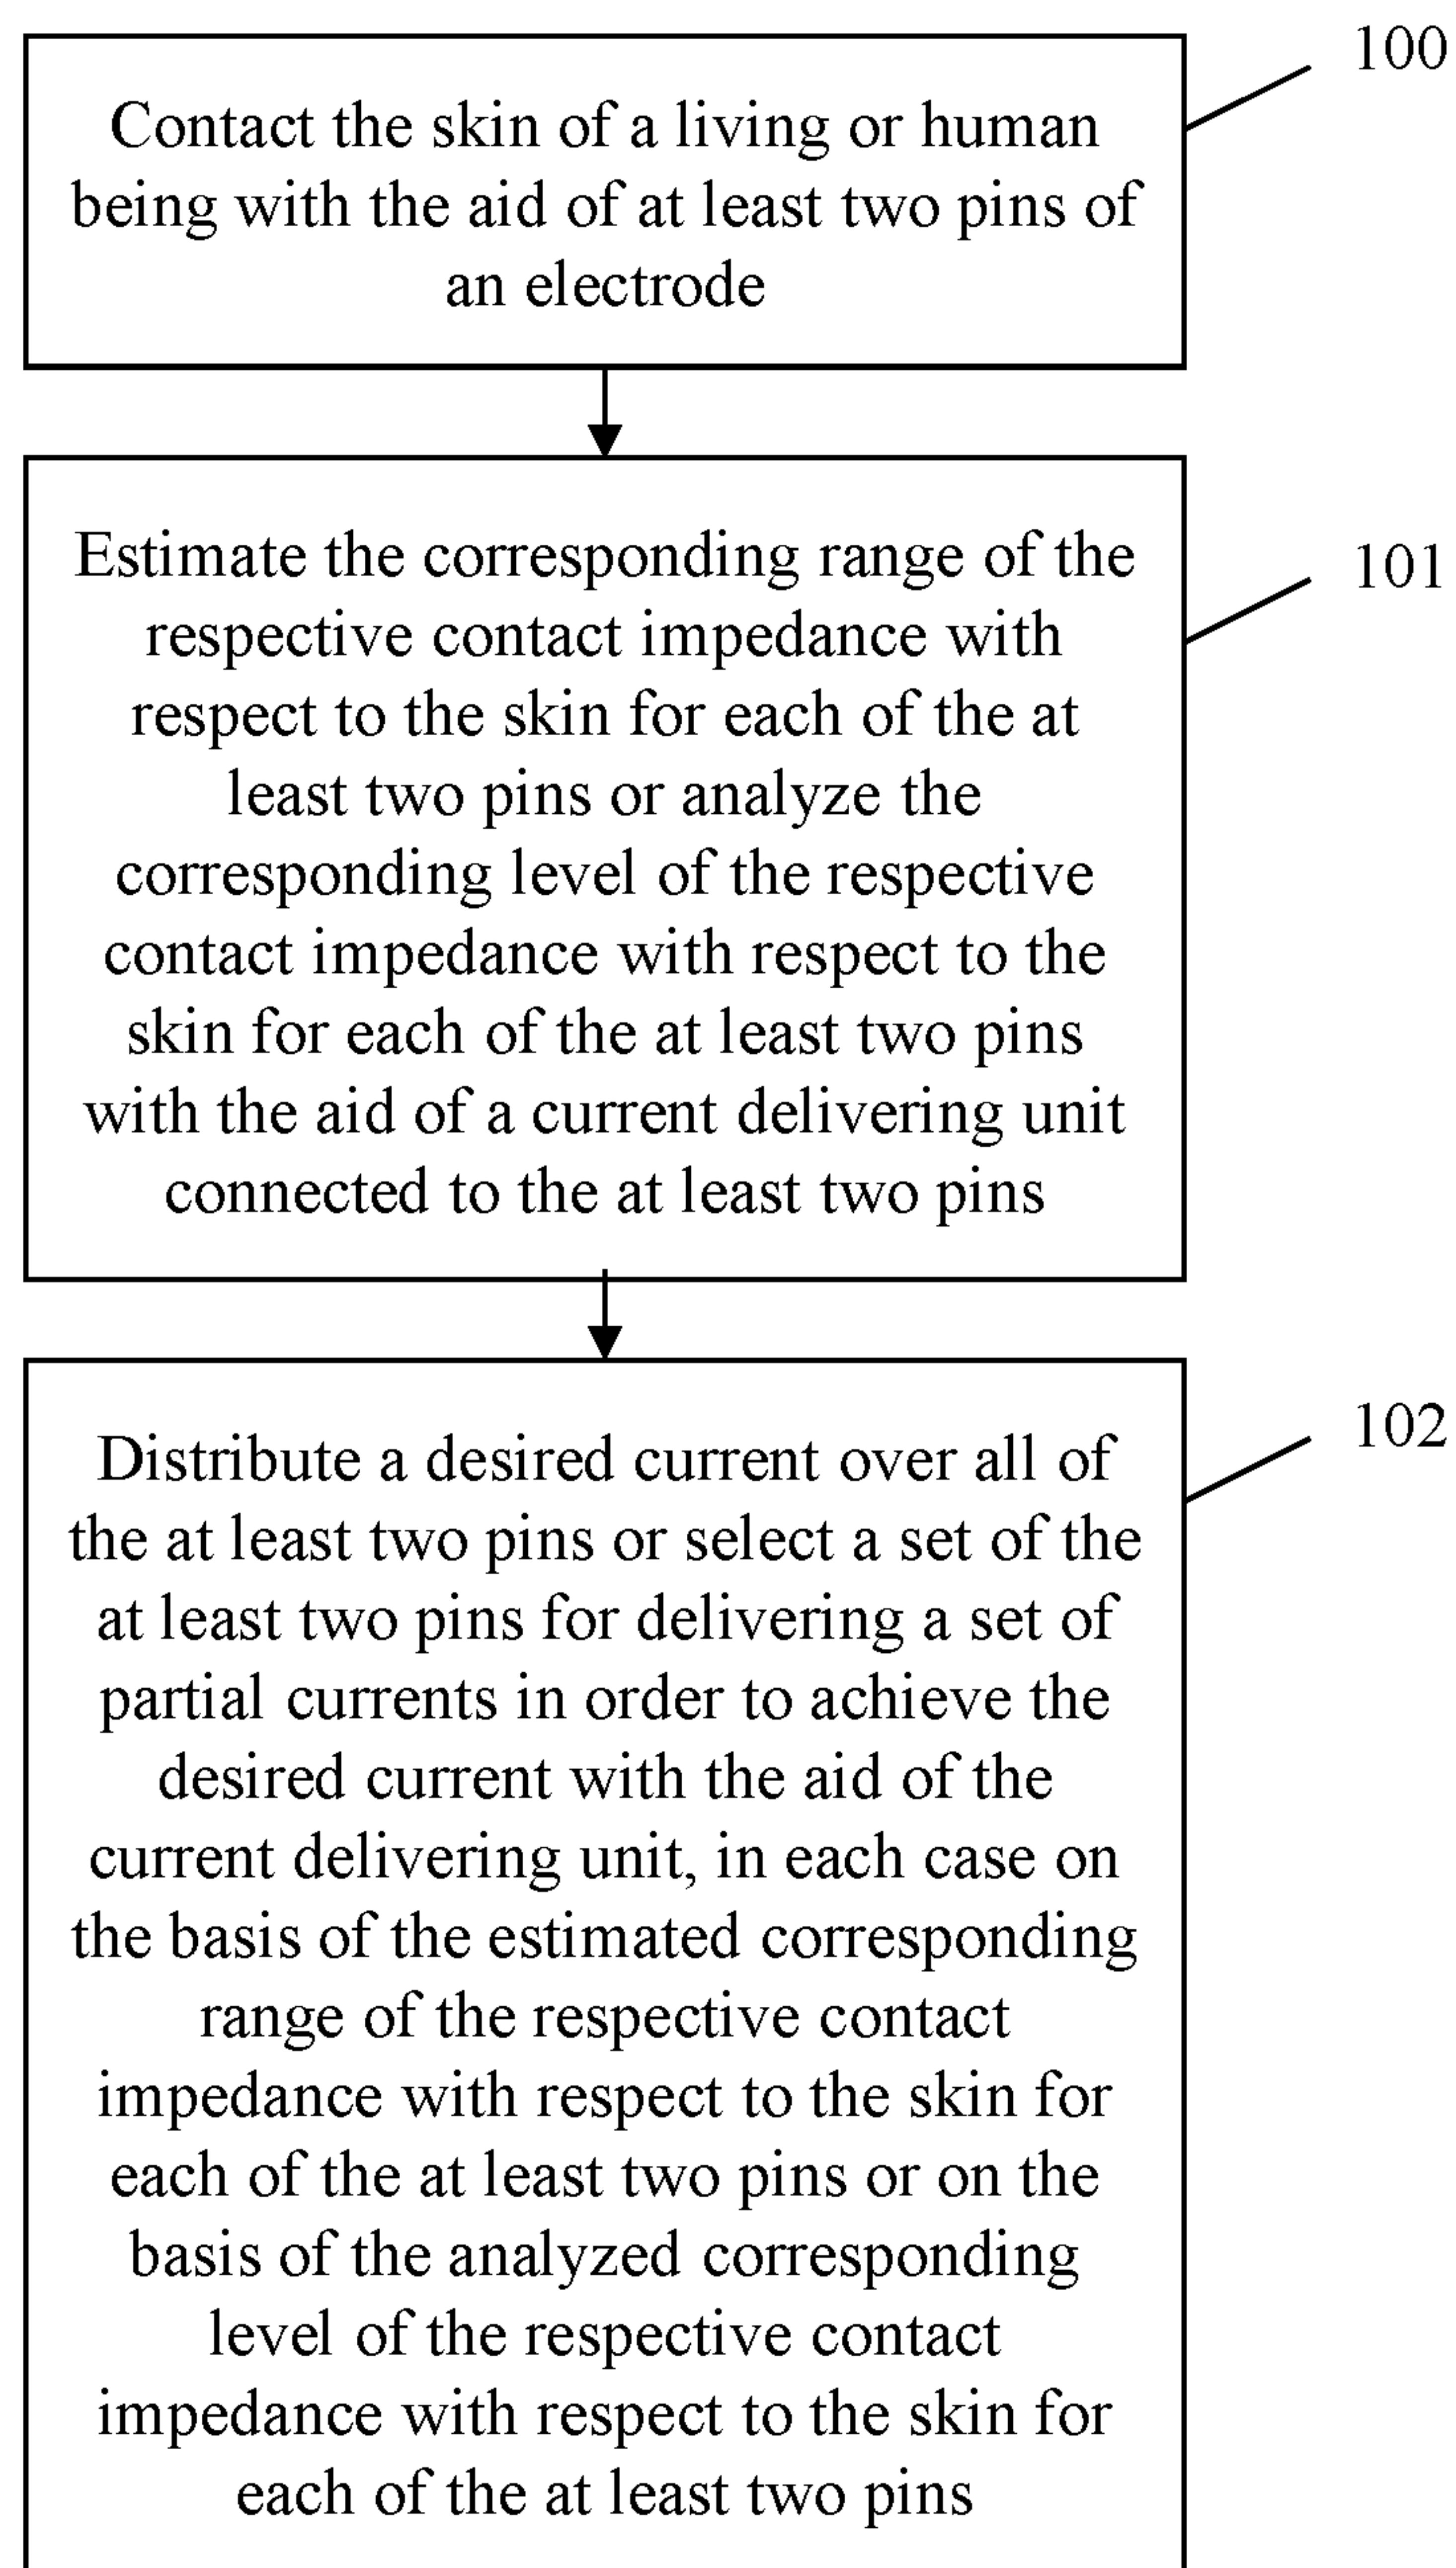 100
Contact the skin of a living or human
being with the aid of at least two pins of
an electrode
101
Estimate the corresponding range of the
respective contact impedance with
respect to the skin for each of the at
least two pins or analyze the
corresponding level of the respective
contact impedance with respect to the
skin for each of the at least two pins
with the aid of a current delivering unit
connected to the at least two pins
102
Distribute a desired current over all of
the at least two pins or select a set of the
at least two pins for delivering a set of
partial currents in order to achieve the
desired current with the aid of the
current delivering unit, in each case on
the basis of the estimated corresponding
range of the respective contact
impedance with respect to the skin for
each of the at least two pins or on the
basis of the analyzed corresponding
level of the respective contact
impedance with respect to the skin for
each of the at least two pins